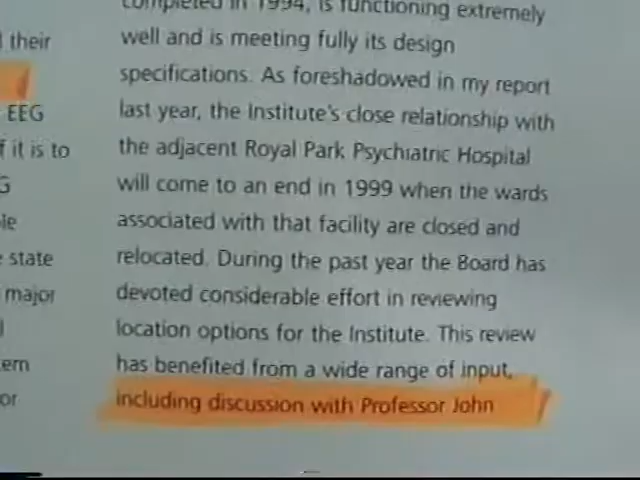 their
EEG
f it is to
G
le
state
major
l
ern
or
completed in 1994, is functioning extremely
well and is meeting fully its design
specifications. As foreshadowed in my report
last year, the Institute's close relationship with
the adjacent Royal Park Psychiatric Hospital
will come to an end in 1999 when the wards
associated with that facility are closed and
relocated. During the past year the Board has
devoted considerable effort in reviewing
location options for the Institute. This review
has benefited from a wide range of input,
including discussion with Professor John